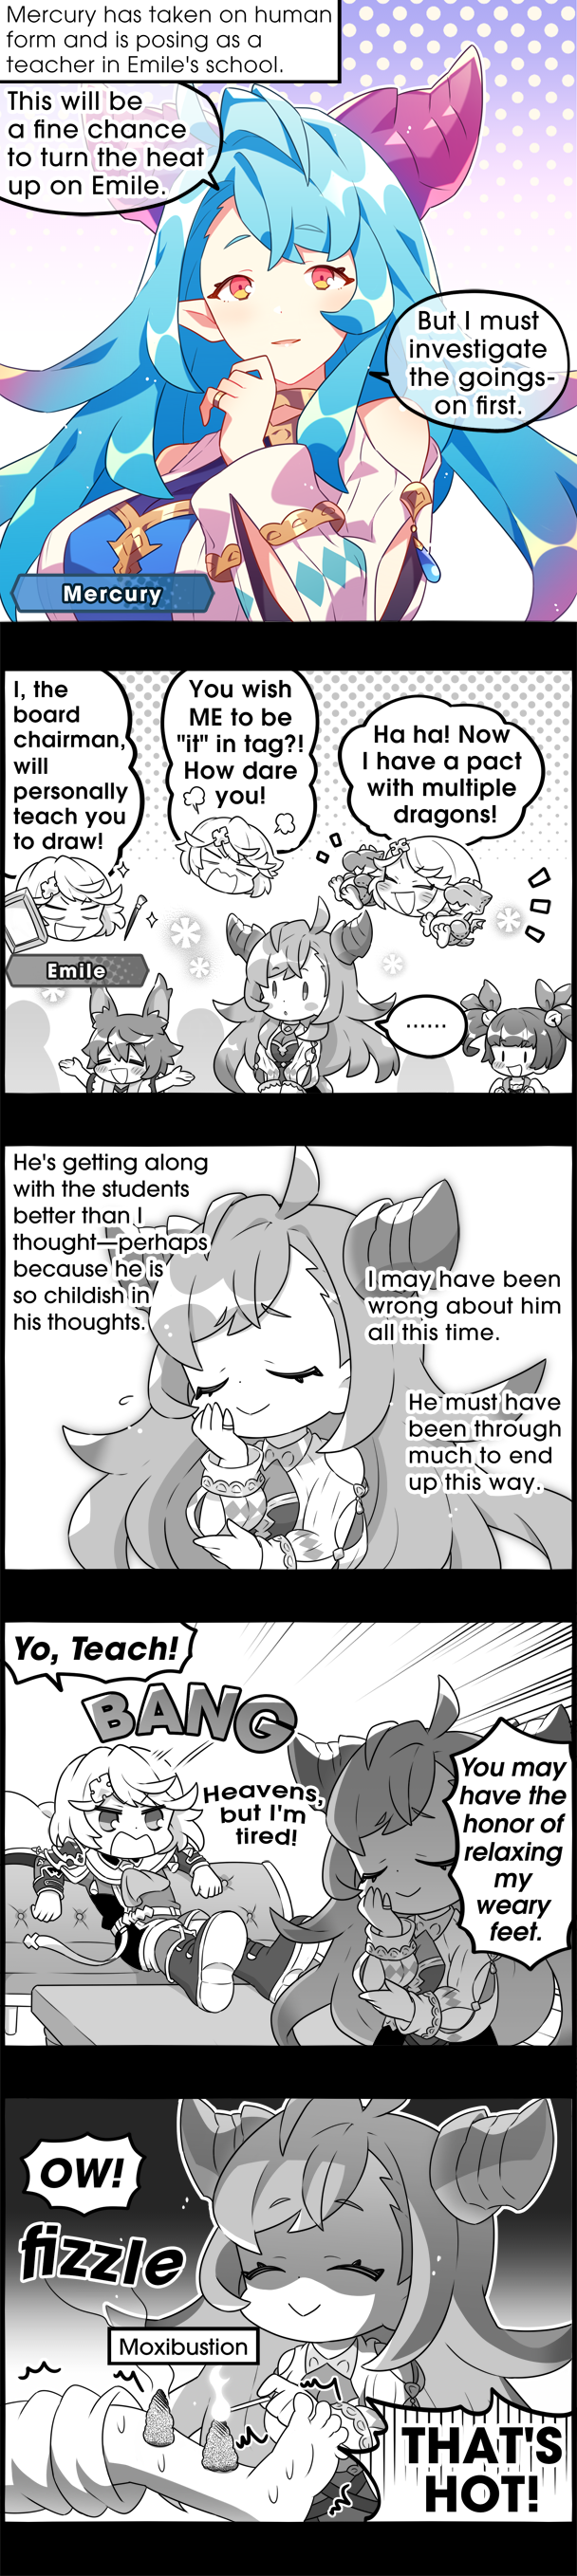 Mercury has taken on human
form and is posing as a
teacher in Emile's school.
This will be
a fine chance
to turn the heat
up on Emile.
But I must
investigate
the goings-
on first.
Mercury
I, the
board
chairman,
will
personally
teach you
to draw!
You wish
ME to be
"it" in tag?!
How dare
you!
Ha ha! Now
I have a pact
with multiple
dragons!
Emile
......
He's getting along
with the students
better than I
thought—perhaps
because he is
so childish in
his thoughts.
I may have been
wrong about him
all this time.
He must have
been through
much to end
up this way.
Yo, Teach!
BANG
Heavens,
but I'm
tired!
You may
have the
honor of
relaxing
my
weary
feet.
OW!
fizzle
Moxibustion
THAT'S
HOT!